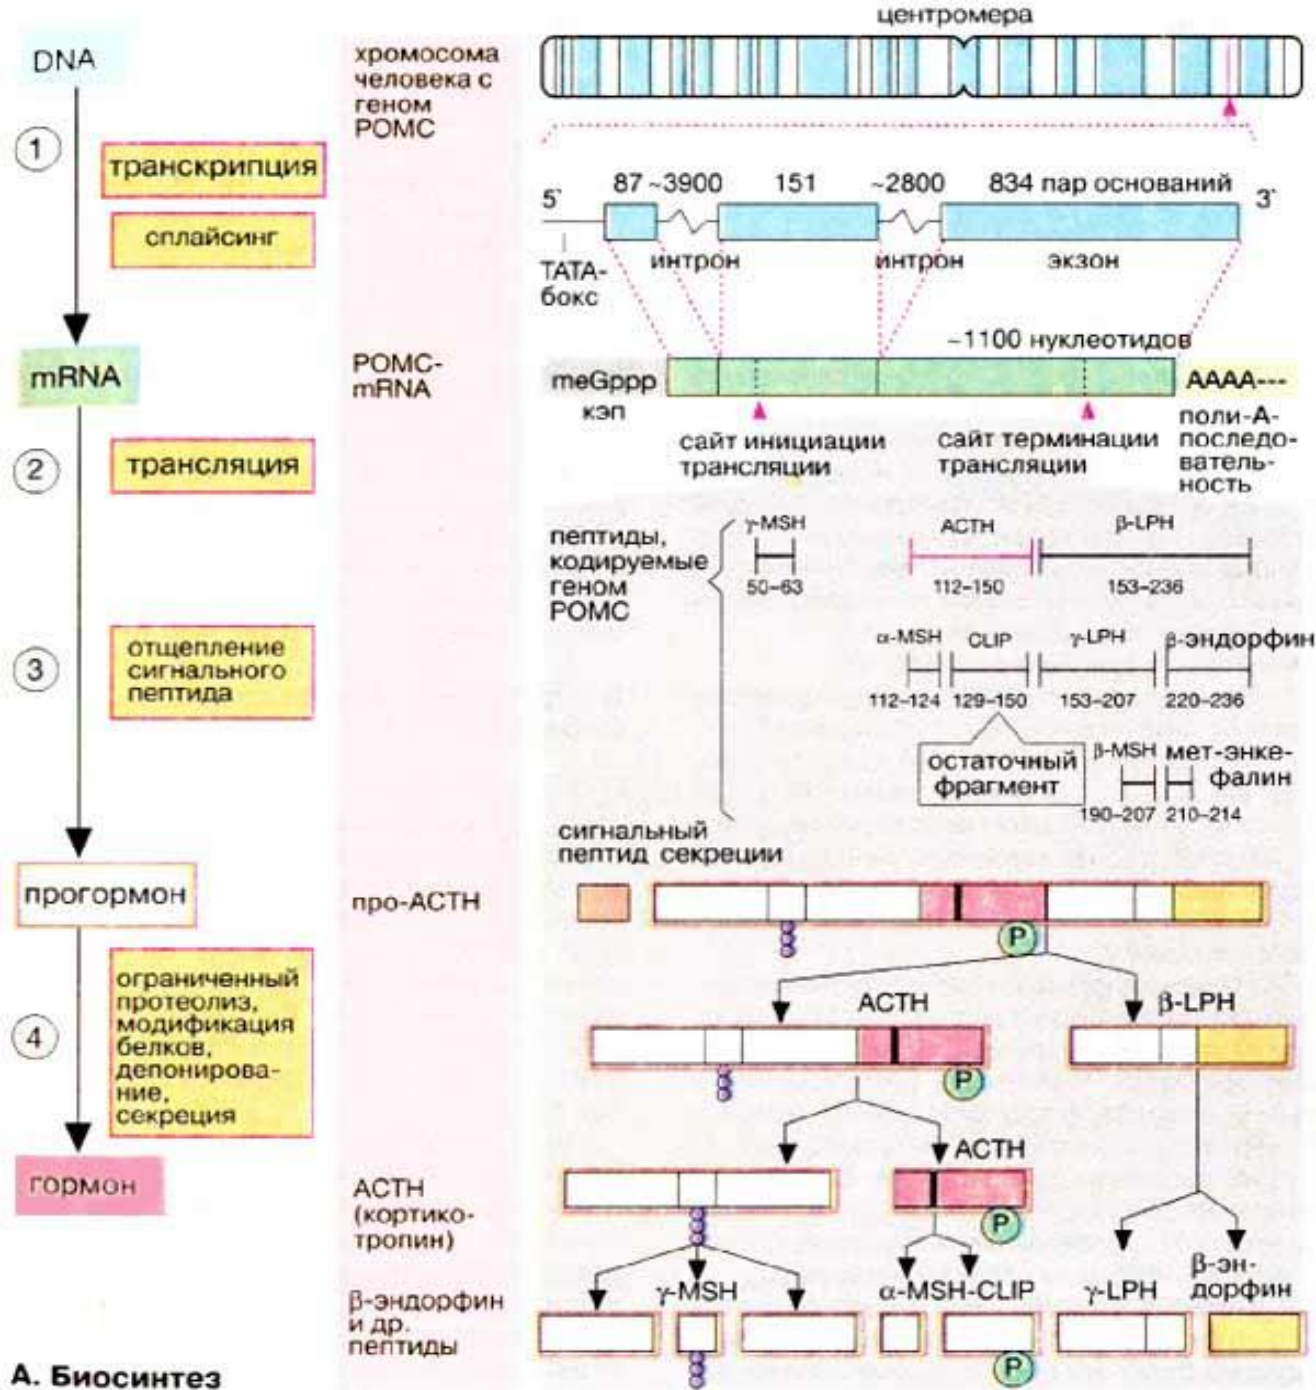 центромера
DNA
хромосома
человека с
геном
POMC
1
транскрипция
сплайсинг
5`
87 ~3900
151
~2800
834 пар оснований
3`
интрон
интрон
экзон
TATA-
бокс
mRNA
POMC-
mRNA
~1100 нуклеотидов
meGppp
кэп
AAAA---
поли-А-
последо-
ватель-
ность
сайт инициации
трансляции
сайт терминации
трансляции
2
трансляция
пептиды,
кодируемые
геном
POMC
γ-MSH
50–63
ACTH
112–150
β-LPH
153–236
3
отщепление
сигнального
пептида
α-MSH
CLIP
γ-LPH
β-эндорфин
112–124
129–150
153–207
220–236
остаточный
фрагмент
β-MSH
мет-энке-
фалин
190–207
210–214
сигнальный
пептид секреции
прогормон
про-ACTH
P
4
ограниченный
протеолиз,
модификация
белков,
депонирова-
ние,
секреция
ACTH
β-LPH
P
гормон
ACTH
(кортико-
тропин)
ACTH
P
β-эндорфин
и др.
пептиды
γ-MSH
α-MSH-CLIP
γ-LPH
β-эн-
дорфин
P
А. Биосинтез